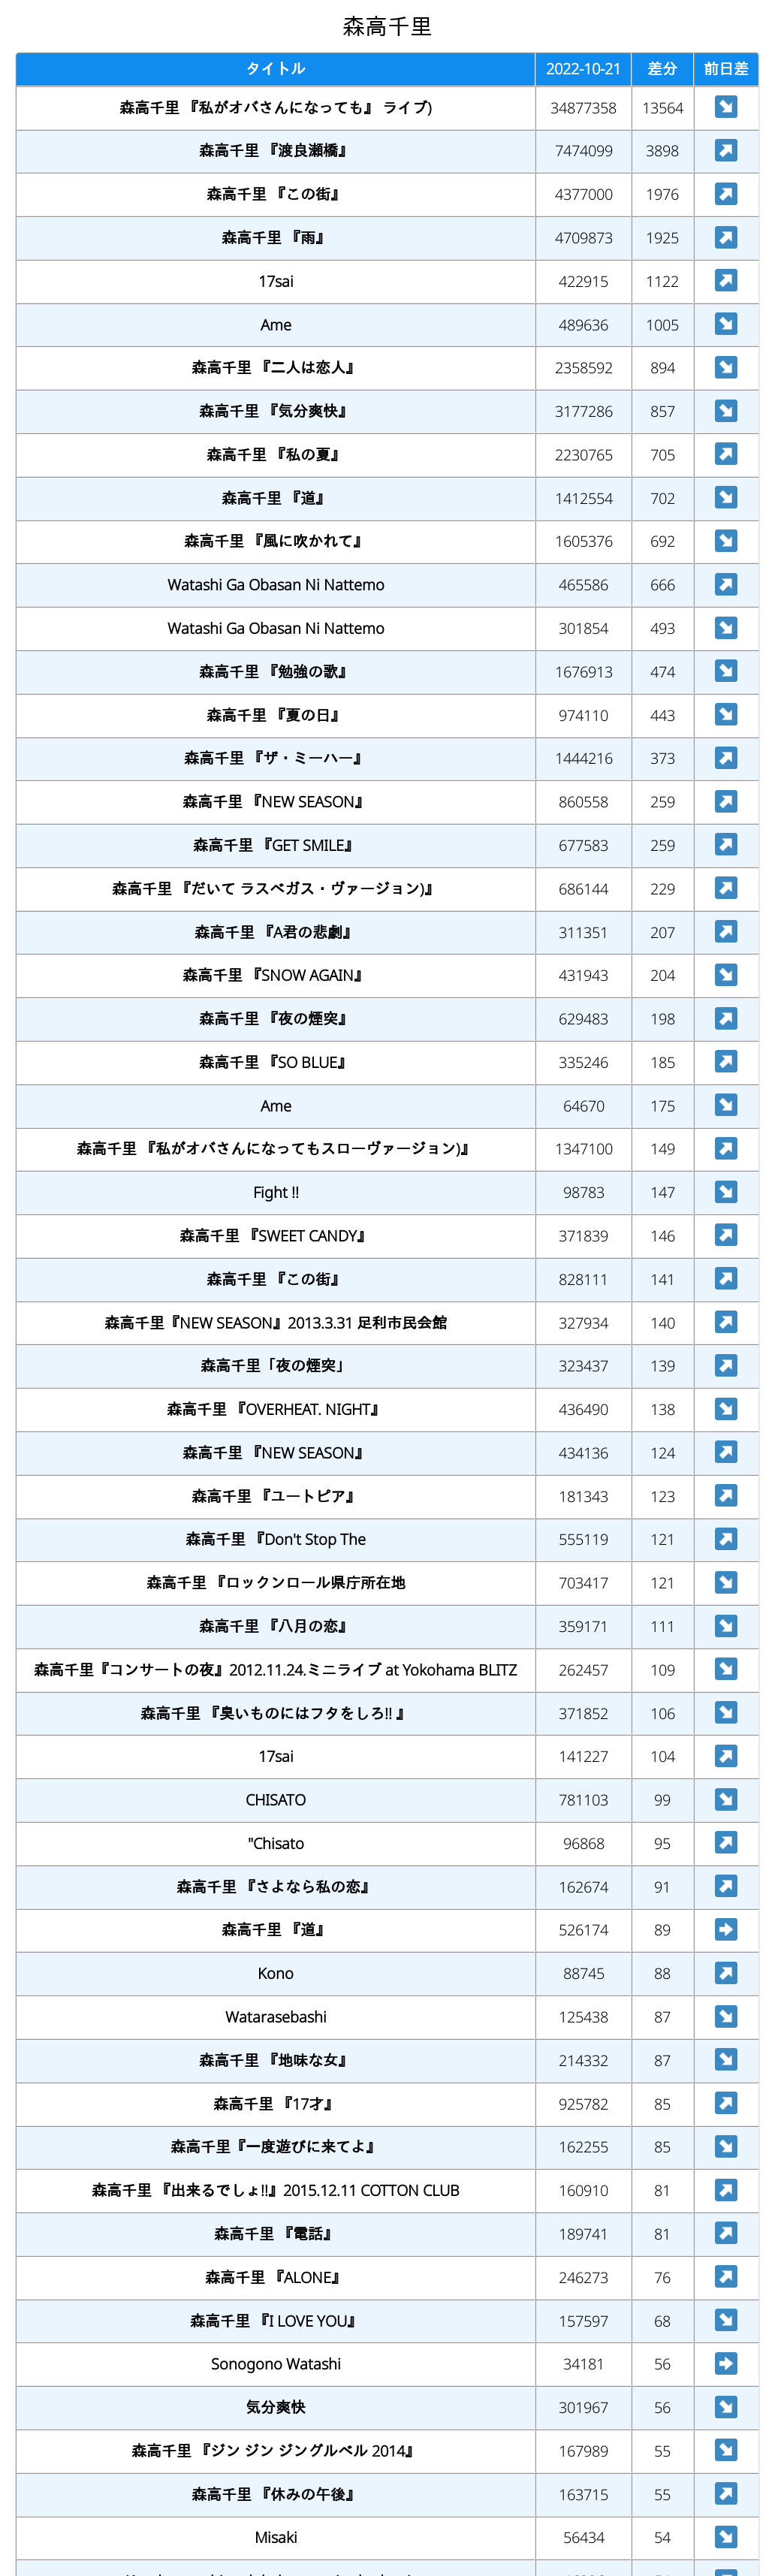 森高千里
タイトル 2022-10-21 差分 前日差
森高千里 『私がオバさんになっても』 ライブ) 34877358 13564 ↘
森高千里 『渡良瀬橋』 7474099 3898 ↗
森高千里 『この街』 4377000 1976 ↗
森高千里 『雨』 4709873 1925 ↗
17sai 422915 1122 ↗
Ame 489636 1005 ↘
森高千里 『二人は恋人』 2358592 894 ↘
森高千里 『気分爽快』 3177286 857 ↘
森高千里 『私の夏』 2230765 705 ↗
森高千里 『道』 1412554 702 ↘
森高千里 『風に吹かれて』 1605376 692 ↘
Watashi Ga Obasan Ni Nattemo 465586 666 ↗
Watashi Ga Obasan Ni Nattemo 301854 493 ↘
森高千里 『勉強の歌』 1676913 474 ↘
森高千里 『夏の日』 974110 443 ↘
森高千里 『ザ・ミーハー』 1444216 373 ↗
森高千里 『NEW SEASON』 860558 259 ↗
森高千里 『GET SMILE』 677583 259 ↗
森高千里 『だいて ラスベガス・ヴァージョン)』 686144 229 ↗
森高千里 『A君の悲劇』 311351 207 ↗
森高千里 『SNOW AGAIN』 431943 204 ↘
森高千里 『夜の煙突』 629483 198 ↗
森高千里 『SO BLUE』 335246 185 ↗
Ame 64670 175 ↘
森高千里 『私がオバさんになってもスローヴァージョン)』 1347100 149 ↗
Fight !! 98783 147 ↘
森高千里 『SWEET CANDY』 371839 146 ↗
森高千里 『この街』 828111 141 ↗
森高千里『NEW SEASON』2013.3.31 足利市民会館 327934 140 ↗
森高千里「夜の煙突」 323437 139 ↗
森高千里 『OVERHEAT. NIGHT』 436490 138 ↘
森高千里 『NEW SEASON』 434136 124 ↗
森高千里 『ユートピア』 181343 123 ↗
森高千里 『Don't Stop The 555119 121 ↗
森高千里 『ロックンロール県庁所在地 703417 121 ↘
森高千里 『八月の恋』 359171 111 ↘
森高千里『コンサートの夜』2012.11.24.ミニライブ at Yokohama BLITZ 262457 109 ↘
森高千里 『臭いものにはフタをしろ!! 』 371852 106 ↘
17sai 141227 104 ↗
CHISATO 781103 99 ↘
"Chisato 96868 95 ↗
森高千里 『さよなら私の恋』 162674 91 ↗
森高千里 『道』 526174 89 ➡
Kono 88745 88 ↗
Watarasebashi 125438 87 ↘
森高千里 『地味な女』 214332 87 ↘
森高千里 『17才』 925782 85 ↗
森高千里『一度遊びに来てよ』 162255 85 ↘
森高千里 『出来るでしょ!!』2015.12.11 COTTON CLUB 160910 81 ↗
森高千里 『電話』 189741 81 ↗
森高千里 『ALONE』 246273 76 ↗
森高千里 『I LOVE YOU』 157597 68 ↘
Sonogono Watashi 34181 56 ➡
気分爽快 301967 56 ↘
森高千里 『ジン ジン ジングルベル 2014』 167989 55 ↘
森高千里 『休みの午後』 163715 55 ↗
Misaki 56434 54 ↘